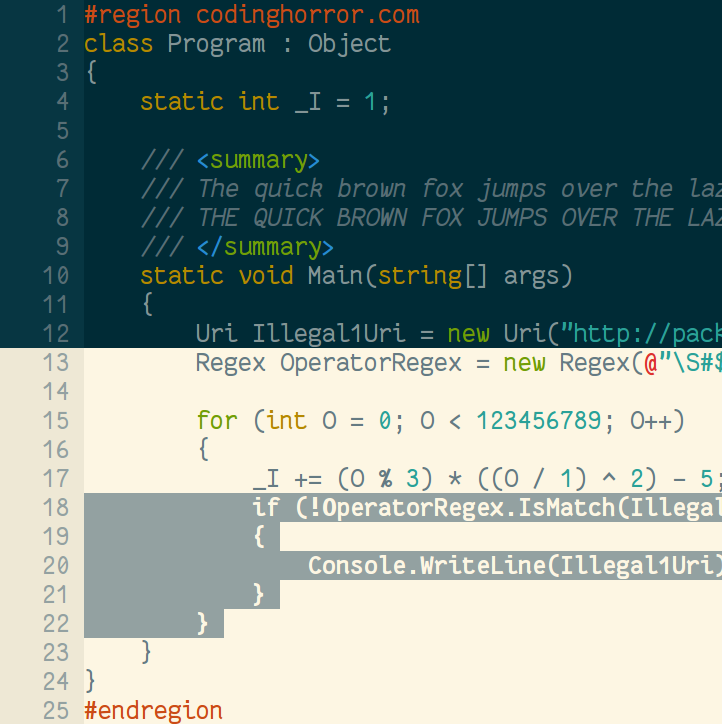 1 #region codinghorror.com
2 class Program : Object
3 {
4     static int _I = 1;
5
6     /// <summary>
7     /// The quick brown fox jumps over the laz
8     /// THE QUICK BROWN FOX JUMPS OVER THE LAZ
9     /// </summary>
10     static void Main(string[] args)
11     {
12         Uri Illegal1Uri = new Uri("http://pack
13         Regex OperatorRegex = new Regex(@"\S#$
14
15         for (int O = 0; O < 123456789; O++)
16         {
17             _I += (O % 3) * ((O / 1) ^ 2) - 5;
18             if (!OperatorRegex.IsMatch(Illegal
19             {
20                 Console.WriteLine(Illegal1Uri)
21             }
22         }
23     }
24 }
25 #endregion